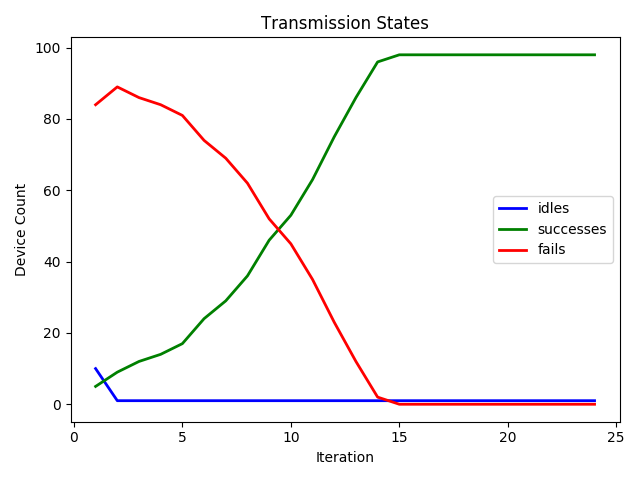 Transmission States
Device Count
100
80
60
40
20
0
idles
successes
fails
0 5 10 15 20 25
Iteration